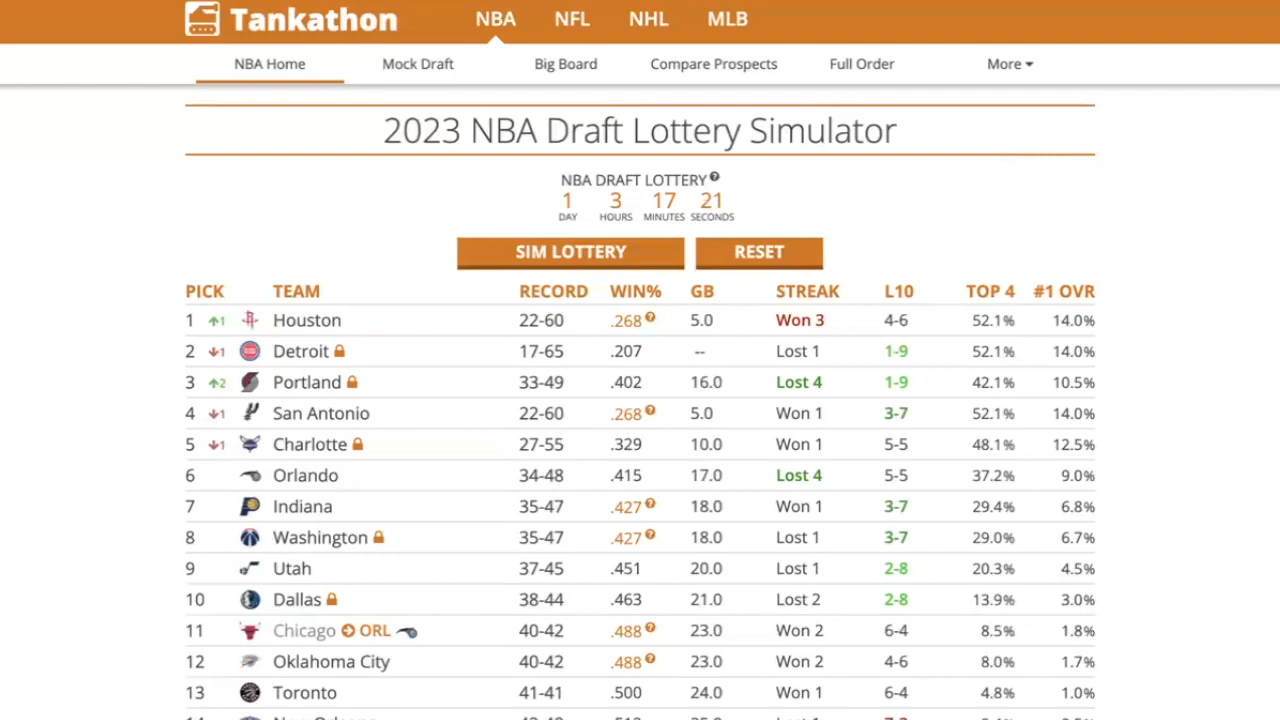 Tankathon NBA NFL NHL MLB
NBA Home Mock Draft Big Board Compare Prospects Full Order More
2023 NBA Draft Lottery Simulator
NBA DRAFT LOTTERY ?
1 3 17 21
DAY HOURS MINUTES SECONDS
SIM LOTTERY RESET
PICK TEAM RECORD WIN% GB STREAK L10 TOP 4 #1 OVR
1 1 Houston 22-60 .268 ? 5.0 Won 3 4-6 52.1% 14.0%
2 1 Detroit 17-65 .207 -- Lost 1 1-9 52.1% 14.0%
3 2 Portland 33-49 .402 16.0 Lost 4 1-9 42.1% 10.5%
4 1 San Antonio 22-60 .268 ? 5.0 Won 1 3-7 52.1% 14.0%
5 1 Charlotte 27-55 .329 10.0 Won 1 5-5 48.1% 12.5%
6 Orlando 34-48 .415 17.0 Lost 4 5-5 37.2% 9.0%
7 Indiana 35-47 .427 ? 18.0 Won 1 3-7 29.4% 6.8%
8 Washington 35-47 .427 ? 18.0 Lost 1 3-7 29.0% 6.7%
9 Utah 37-45 .451 20.0 Lost 1 2-8 20.3% 4.5%
10 Dallas 38-44 .463 21.0 Lost 2 2-8 13.9% 3.0%
11 Chicago ORL 40-42 .488 ? 23.0 Won 2 6-4 8.5% 1.8%
12 Oklahoma City 40-42 .488 ? 23.0 Won 2 4-6 8.0% 1.7%
13 Toronto 41-41 .500 24.0 Won 1 6-4 4.8% 1.0%